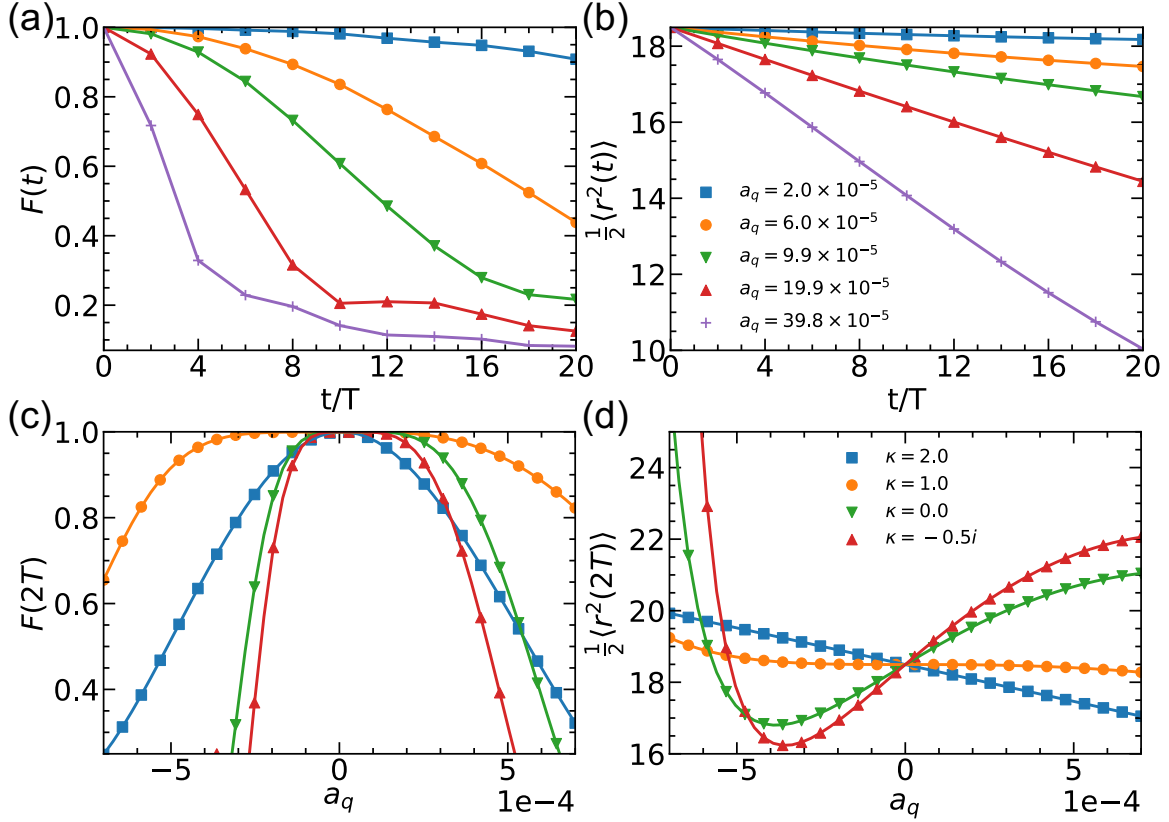 (a)
1.0
0.8
0.6
0.4
0.2
F(t)
0
4
8
12
16
20
t/T
(b)
18
16
14
12
10
½⟨r²(t)⟩
a_q = 2.0 × 10⁻⁵
a_q = 6.0 × 10⁻⁵
a_q = 9.9 × 10⁻⁵
a_q = 19.9 × 10⁻⁵
a_q = 39.8 × 10⁻⁵
0
4
8
12
16
20
t/T
(c)
1.0
0.8
0.6
0.4
F(2T)
−5
0
5
a_q
1e−4
(d)
24
22
20
18
16
½⟨r²(2T)⟩
κ = 2.0
κ = 1.0
κ = 0.0
κ = −0.5i
−5
0
5
a_q
1e−4